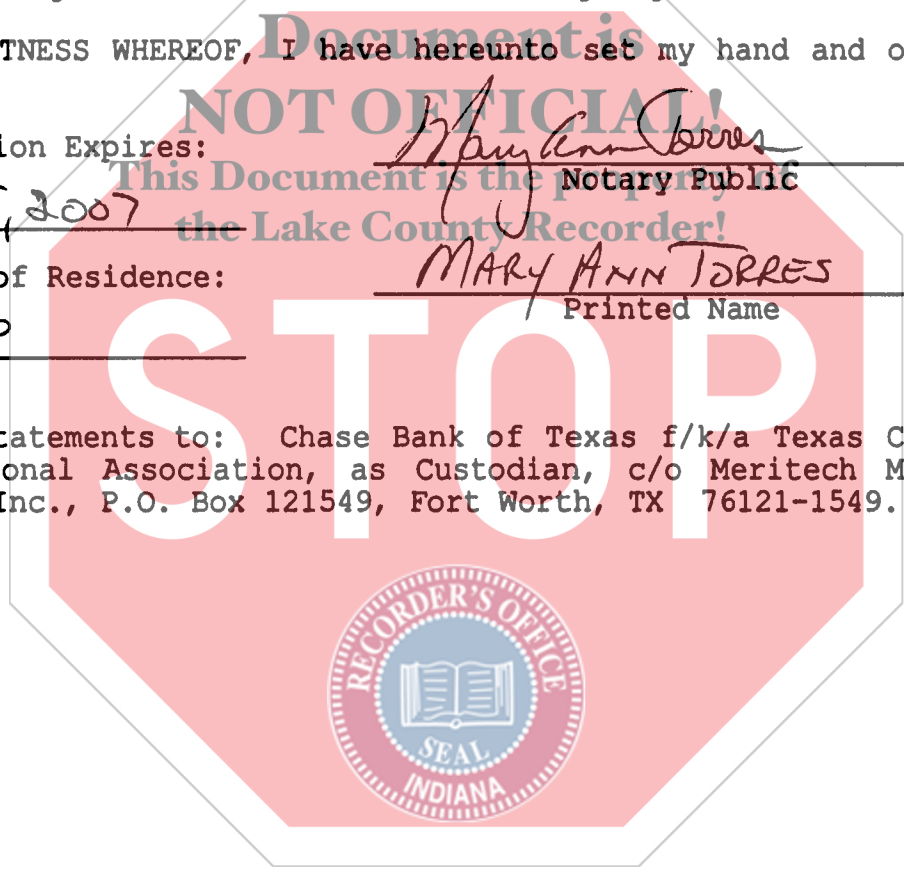 Document is
TNESS WHEREOF, I have hereunto set my hand and o
NOT OFFICIAL!
ion Expires:
Mary Ann Torres
This Document is the property of
Notary Public
2007
the Lake County Recorder!
of Residence:
MARY ANN TORRES
Printed Name
STOP
tatements to: Chase Bank of Texas f/k/a Texas C
onal Association, as Custodian, c/o Meritech M
Inc., P.O. Box 121549, Fort Worth, TX 76121-1549.
RECORDER'S OFFICE
SEAL
INDIANA